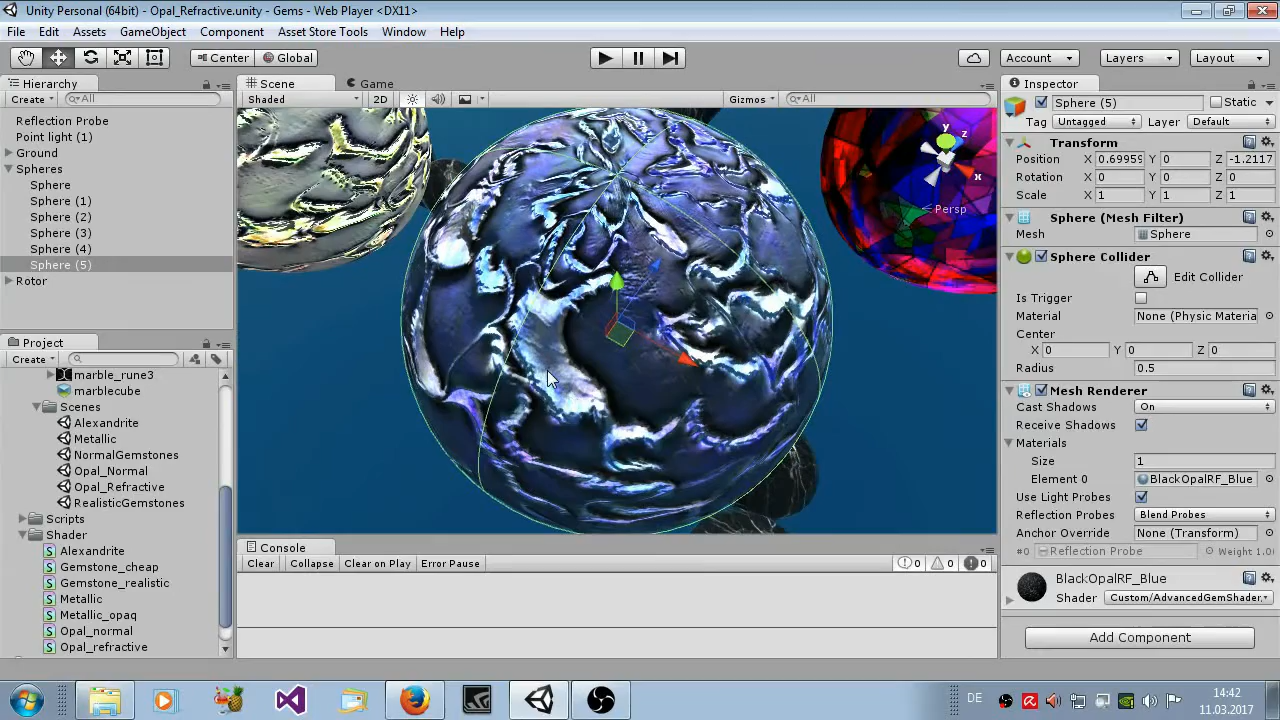 Unity Personal (64bit) - Opal_Refractive.unity - Gems - Web Player <DX11>
File Edit Assets GameObject Component Asset Store Tools Window Help
Center Global Account Layers Layout
Hierarchy
Create All
Reflection Probe
Point light (1)
Ground
Spheres
Sphere
Sphere (1)
Sphere (2)
Sphere (3)
Sphere (4)
Sphere (5)
Rotor
Project
Create
marble_rune3
marblecube
Scenes
Alexandrite
Metallic
NormalGemstones
Opal_Normal
Opal_Refractive
RealisticGemstones
Scripts
Shader
Alexandrite
Gemstone_cheap
Gemstone_realistic
Metallic
Metallic_opaq
Opal_normal
Opal_refractive
Scene Game
Shaded 2D Gizmos All
y
z
x
Persp
Console
Clear Collapse Clear on Play Error Pause 0 0 0
Inspector
Sphere (5) Static
Tag Untagged Layer Default
Transform
Position X 0.69959 Y 0 Z -1.2117
Rotation X 0 Y 0 Z 0
Scale X 1 Y 1 Z 1
Sphere (Mesh Filter)
Mesh Sphere
Sphere Collider
Edit Collider
Is Trigger
Material None (Physic Materia
Center
X 0 Y 0 Z 0
Radius 0.5
Mesh Renderer
Cast Shadows On
Receive Shadows
Materials
Size 1
Element 0 BlackOpalRF_Blue
Use Light Probes
Reflection Probes Blend Probes
Anchor Override None (Transform)
#0 Reflection Probe Weight 1.0
BlackOpalRF_Blue
Shader Custom/AdvancedGemShader
Add Component
DE
14:42
11.03.2017